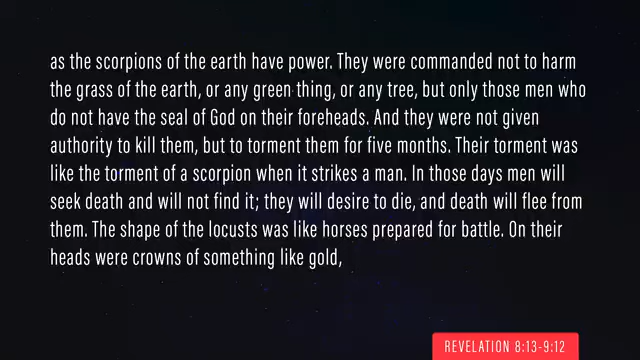 as the scorpions of the earth have power. They were commanded not to harm
the grass of the earth, or any green thing, or any tree, but only those men who
do not have the seal of God on their foreheads. And they were not given
authority to kill them, but to torment them for five months. Their torment was
like the torment of a scorpion when it strikes a man. In those days men will
seek death and will not find it; they will desire to die, and death will flee from
them. The shape of the locusts was like horses prepared for battle. On their
heads were crowns of something like gold,
REVELATION 8:13-9:12